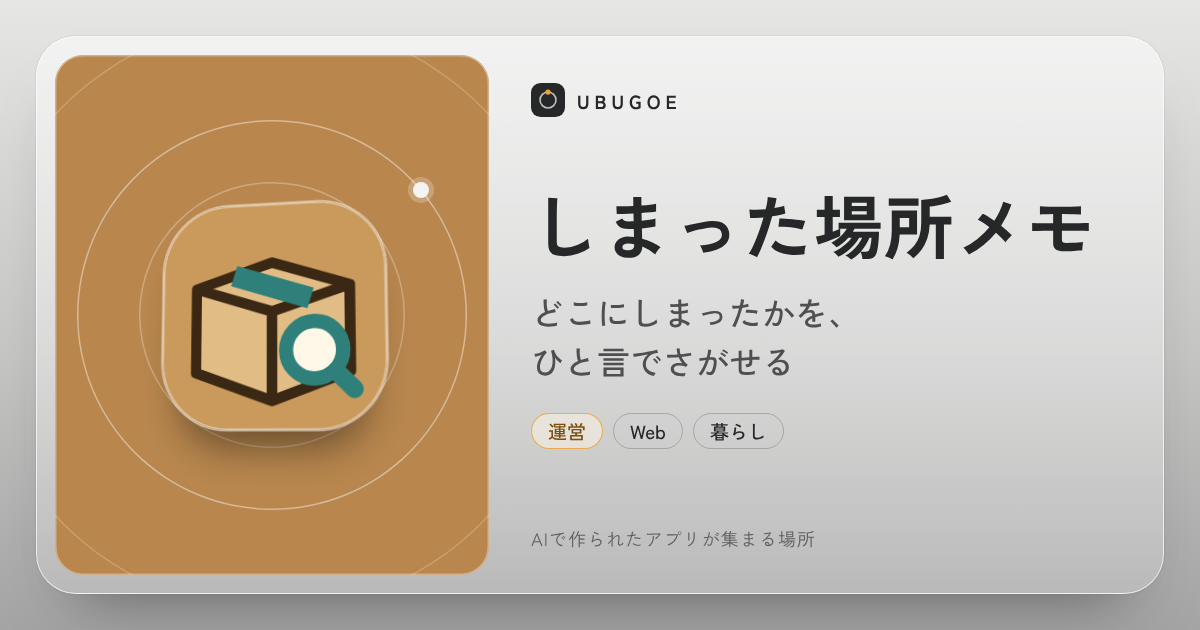 UBUGOE
しまった場所メモ
どこにしまったかを、
ひと言でさがせる
運営 Web 暮らし
AIで作られたアプリが集まる場所